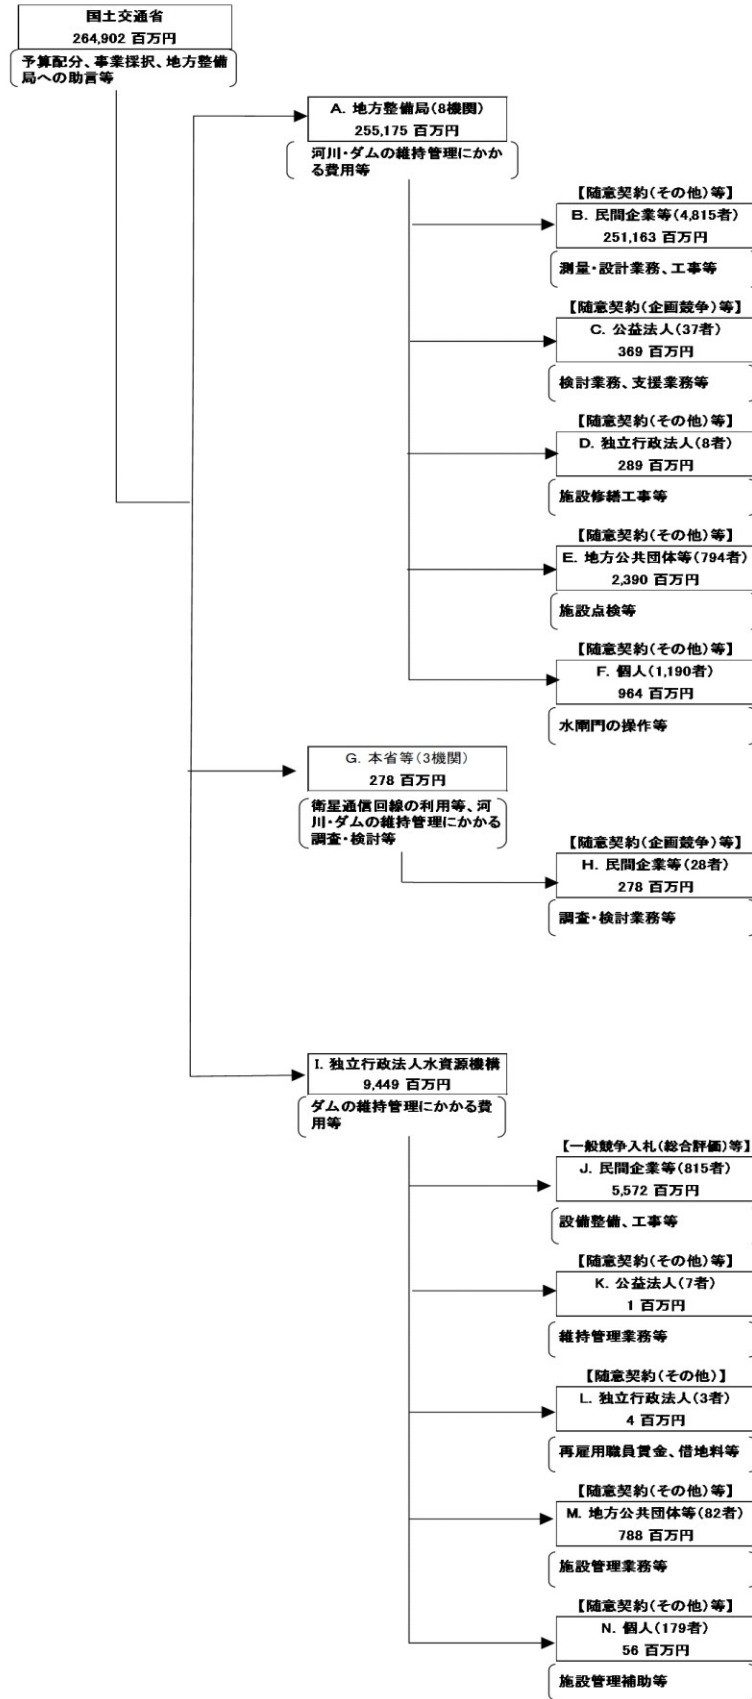 国土交通省
264,902 百万円
予算配分、事業採択、地方整備
局への助言等
A. 地方整備局(8機関)
255,175 百万円
河川・ダムの維持管理にかか
る費用等
【随意契約(その他)等】
B. 民間企業等(4,815者)
251,163 百万円
測量・設計業務、工事等
【随意契約(企画競争)等】
C. 公益法人(37者)
369 百万円
検討業務、支援業務等
【随意契約(その他)等】
D. 独立行政法人(8者)
289 百万円
施設修繕工事等
【随意契約(その他)等】
E. 地方公共団体等(794者)
2,390 百万円
施設点検等
【随意契約(その他)等】
F. 個人(1,190者)
964 百万円
水閘門の操作等
G. 本省等(3機関)
278 百万円
衛星通信回線の利用等、河
川・ダムの維持管理にかかる
調査・検討等
【随意契約(企画競争)等】
H. 民間企業等(28者)
278 百万円
調査・検討業務等
I. 独立行政法人水資源機構
9,449 百万円
ダムの維持管理にかかる費
用等
【一般競争入札(総合評価)等】
J. 民間企業等(815者)
5,572 百万円
設備整備、工事等
【随意契約(その他)等】
K. 公益法人(7者)
1 百万円
維持管理業務等
【随意契約(その他)】
L. 独立行政法人(3者)
4 百万円
再雇用職員賃金、借地料等
【随意契約(その他)等】
M. 地方公共団体等(82者)
788 百万円
施設管理業務等
【随意契約(その他)等】
N. 個人(179者)
56 百万円
施設管理補助等